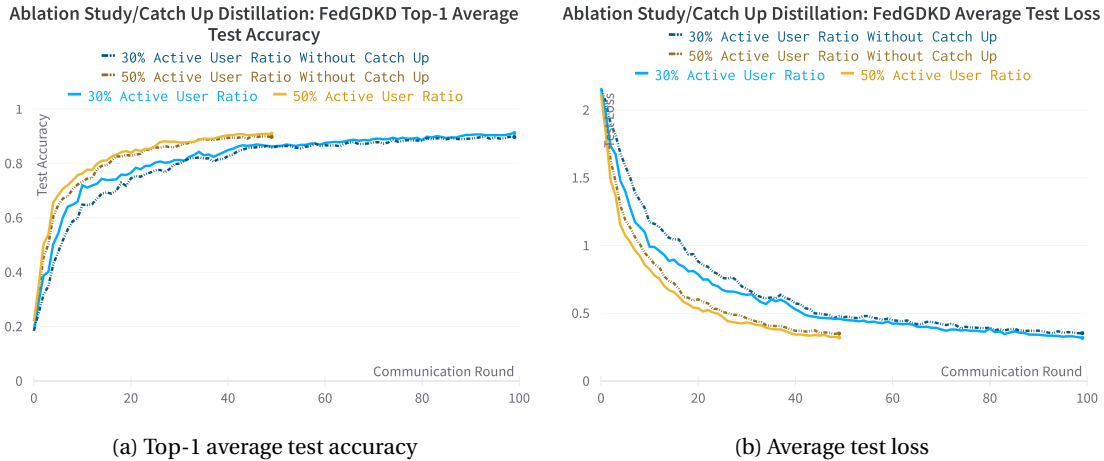 Ablation Study/Catch Up Distillation: FedGDKD Top-1 Average
Test Accuracy
30% Active User Ratio Without Catch Up
50% Active User Ratio Without Catch Up
30% Active User Ratio 50% Active User Ratio
Test Accuracy
1
0.8
0.6
0.4
0.2
0
Communication Round
0 20 40 60 80 100
(a) Top-1 average test accuracy
Ablation Study/Catch Up Distillation: FedGDKD Average Test Loss
30% Active User Ratio Without Catch Up
50% Active User Ratio Without Catch Up
30% Active User Ratio 50% Active User Ratio
Test Loss
2
1.5
1
0.5
0
Communication Round
0 20 40 60 80 100
(b) Average test loss